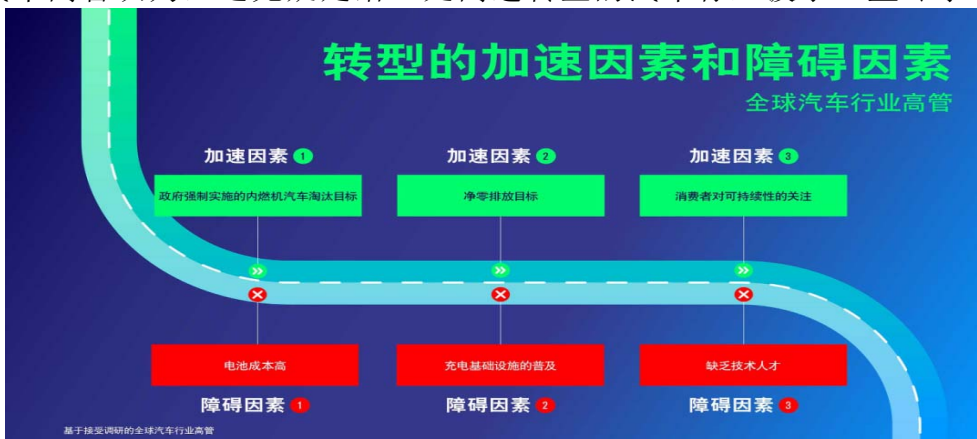 转型的加速因素和障碍因素
全球汽车行业高管
加速因素 1
加速因素 2
加速因素 3
政府强制实施的内燃机汽车淘汰目标
净零排放目标
消费者对可持续性的关注
电池成本高
充电基础设施的普及
缺乏技术人才
障碍因素 1
障碍因素 2
障碍因素 3
基于接受调研的全球汽车行业高管